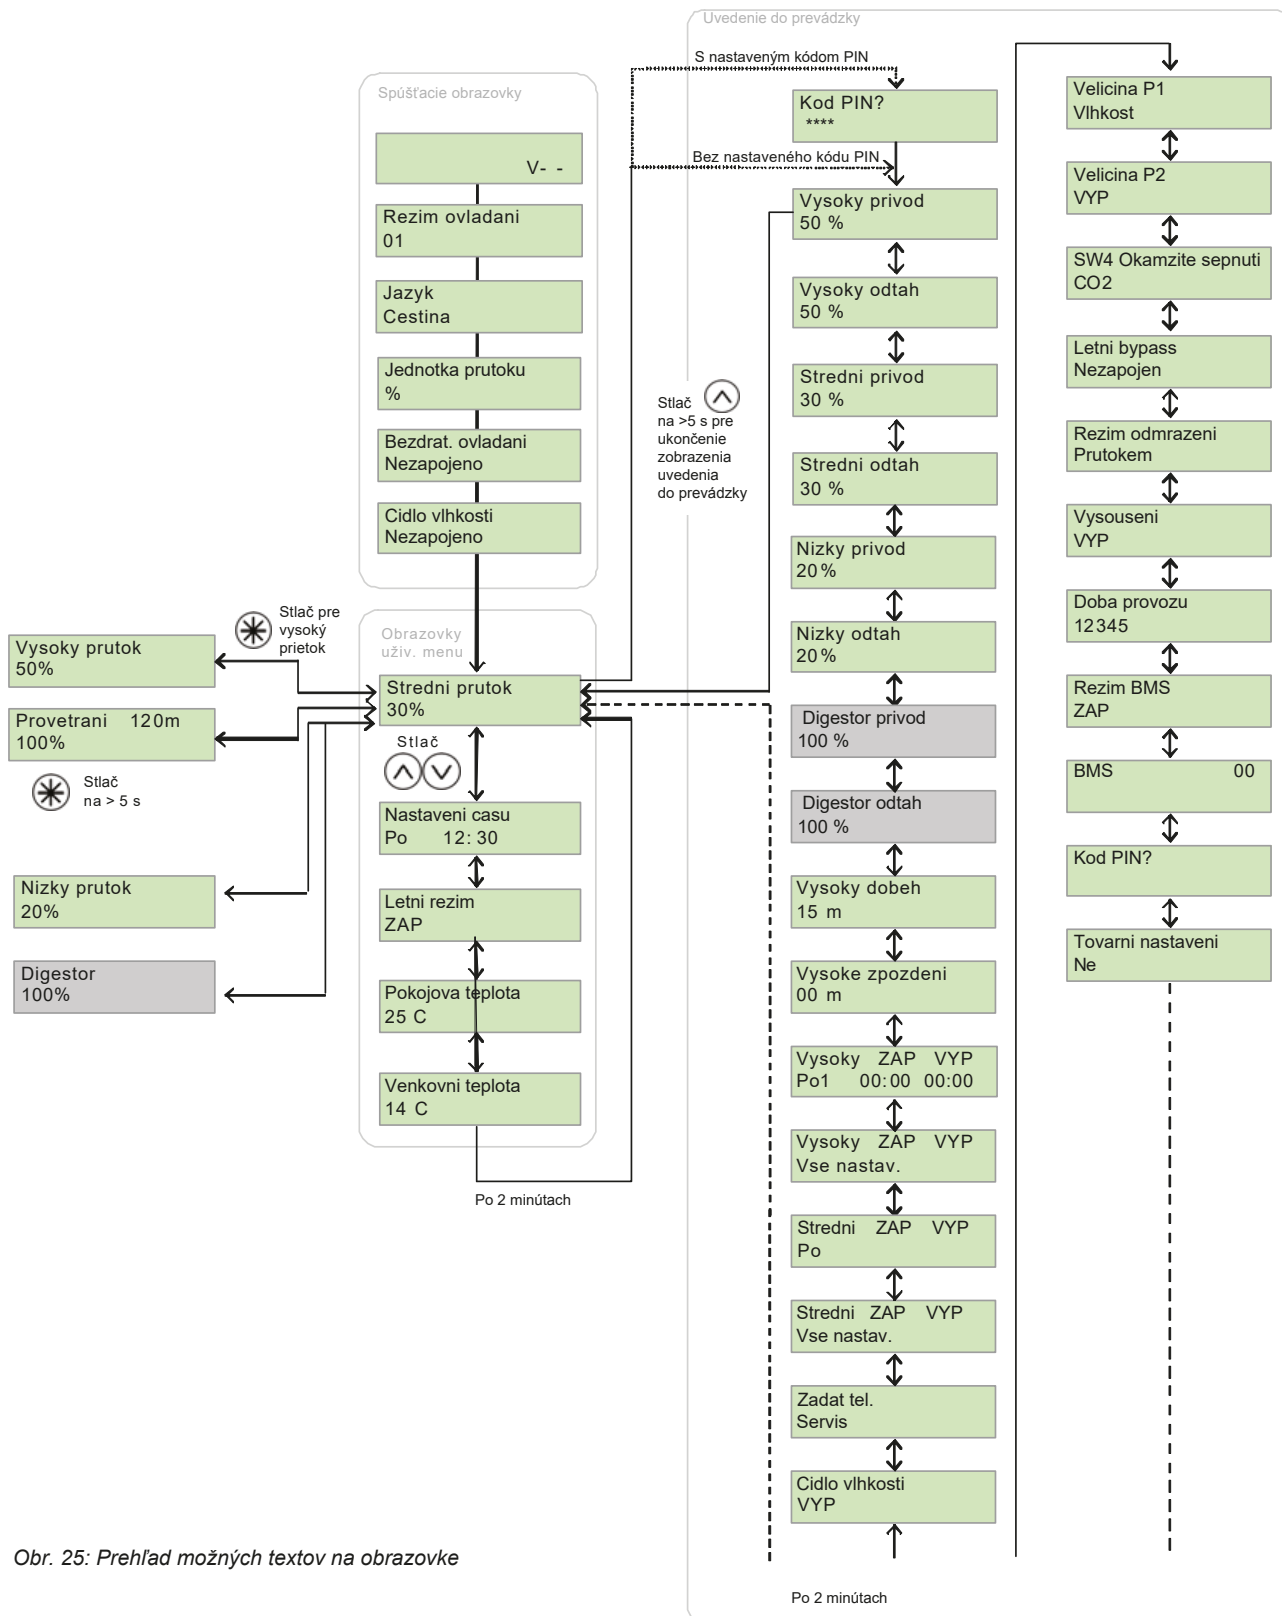 Uvedenie do prevádzky
S nastaveným kódom PIN
Kod PIN?
****
Bez nastaveného kódu PIN
Spúšťacie obrazovky
V- -
Rezim ovladani
01
Jazyk
Cestina
Jednotka prutoku
%
Bezdrat. ovladani
Nezapojeno
Cidlo vlhkosti
Nezapojeno
Stlač pre
vysoký
prietok
Vysoky prutok
50%
Provetrani 120m
100%
Stlač
na > 5 s
Nizky prutok
20%
Digestor
100%
Obrazovky
uživ. menu
Stredni prutok
30%
Stlač
Nastaveni casu
Po 12:30
Letni rezim
ZAP
Pokojova teplota
25 C
Venkovni teplota
14 C
Po 2 minútach
Stlač
na >5 s pre
ukončenie
zobrazenia
uvedenia
do prevádzky
Vysoky privod
50 %
Vysoky odtah
50 %
Stredni privod
30 %
Stredni odtah
30 %
Nizky privod
20%
Nizky odtah
20%
Digestor privod
100 %
Digestor odtah
100 %
Vysoky dobeh
15 m
Vysoke zpozdeni
00 m
Vysoky ZAP VYP
Po1 00:00 00:00
Vysoky ZAP VYP
Vse nastav.
Stredni ZAP VYP
Po
Stredni ZAP VYP
Vse nastav.
Zadat tel.
Servis
Cidlo vlhkosti
VYP
Po 2 minútach
Velicina P1
Vlhkost
Velicina P2
VYP
SW4 Okamzite sepnuti
CO2
Letni bypass
Nezapojen
Rezim odmrazeni
Prutokem
Vysouseni
VYP
Doba provozu
12345
Rezim BMS
ZAP
BMS 00
Kod PIN?
Tovarni nastaveni
Ne
Obr. 25: Prehľad možných textov na obrazovke